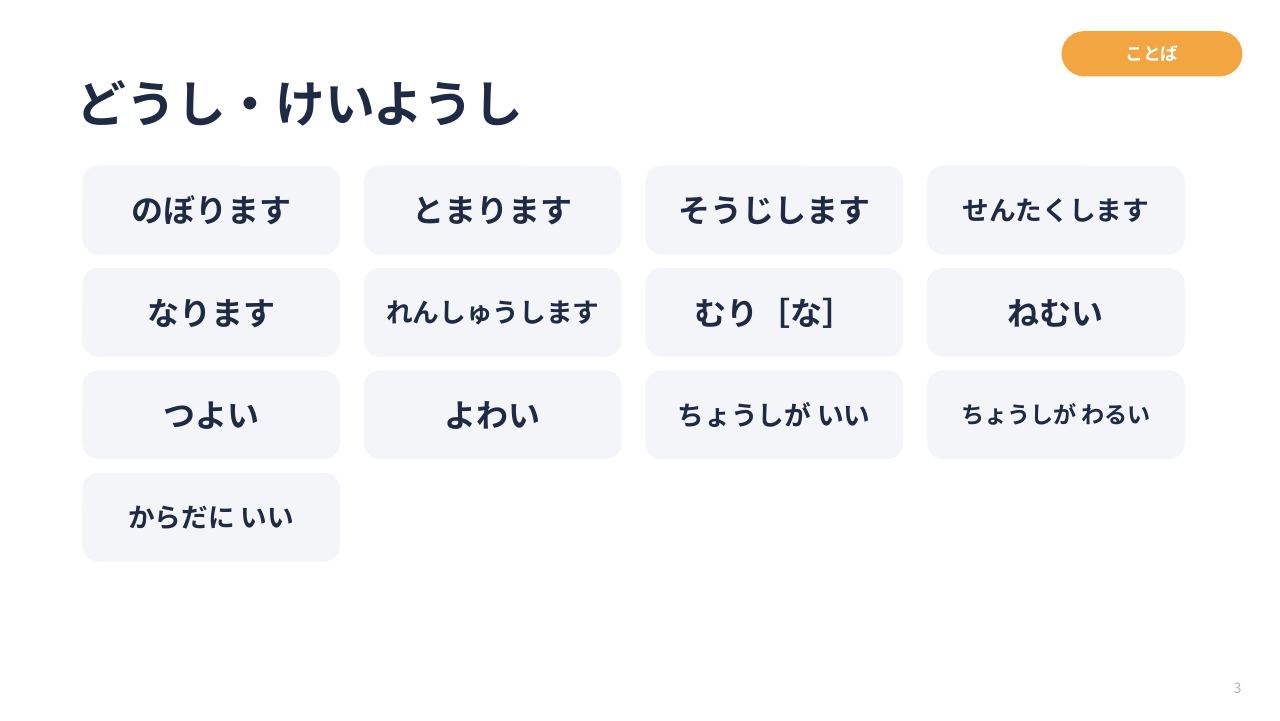 ことば
どうし・けいようし
のぼります
とまります
そうじします
せんたくします
なります
れんしゅうします
むり［な］
ねむい
つよい
よわい
ちょうしが いい
ちょうしが わるい
からだに いい
3